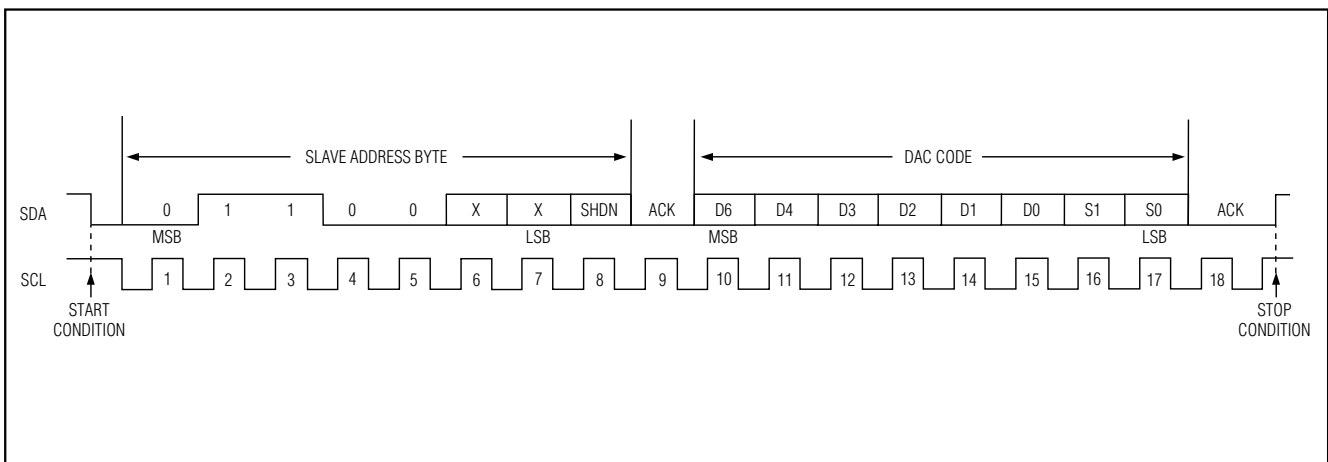 SLAVE ADDRESS BYTE DAC CODE
SDA 0 1 1 0 0 X X SHDN ACK D6 D4 D3 D2 D1 D0 S1 S0 ACK
MSB LSB MSB LSB
SCL 1 2 3 4 5 6 7 8 9 10 11 12 13 14 15 16 17 18
START CONDITION STOP CONDITION